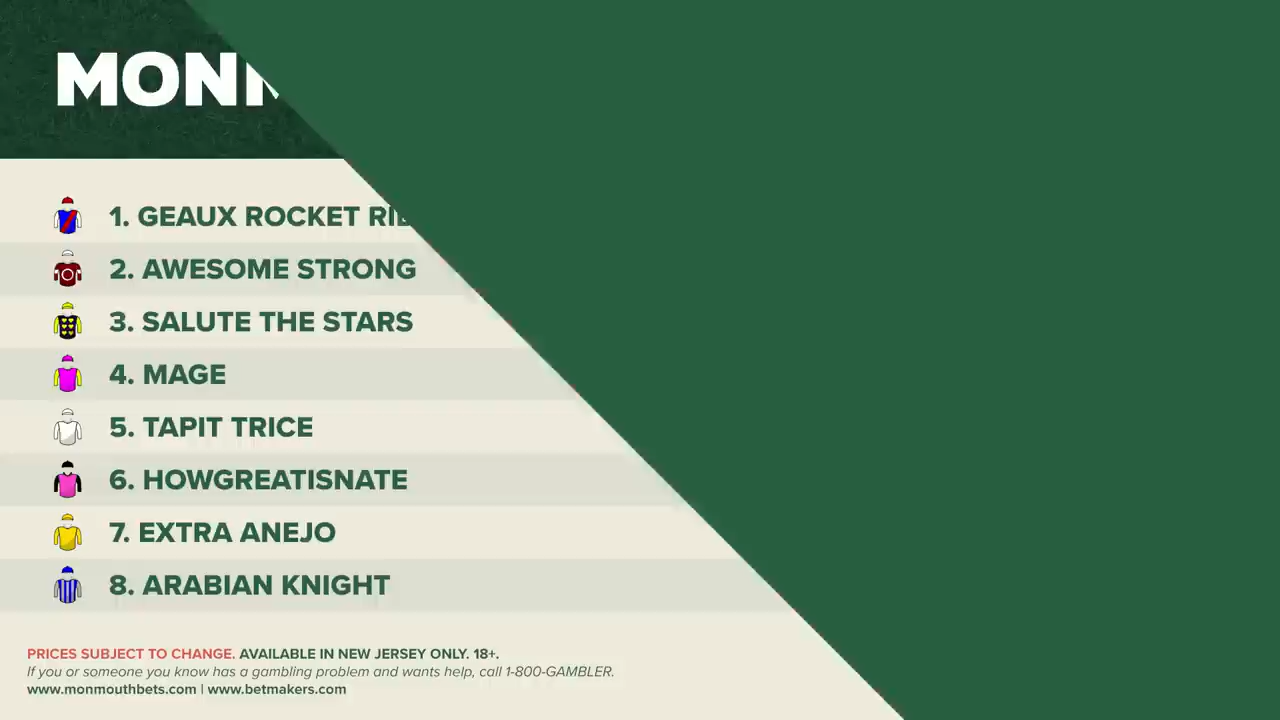 MON
1. GEAUX ROCKET
2. AWESOME STRONG
3. SALUTE THE STARS
4. MAGE
5. TAPIT TRICE
6. HOWGREATISNATE
7. EXTRA ANEJO
8. ARABIAN KNIGHT
PRICES SUBJECT TO CHANGE. AVAILABLE IN NEW JERSEY ONLY. 18+.
If you or someone you know has a gambling problem and wants help, call 1-800-GAMBLER.
www.monmouthbets.com | www.betmakers.com